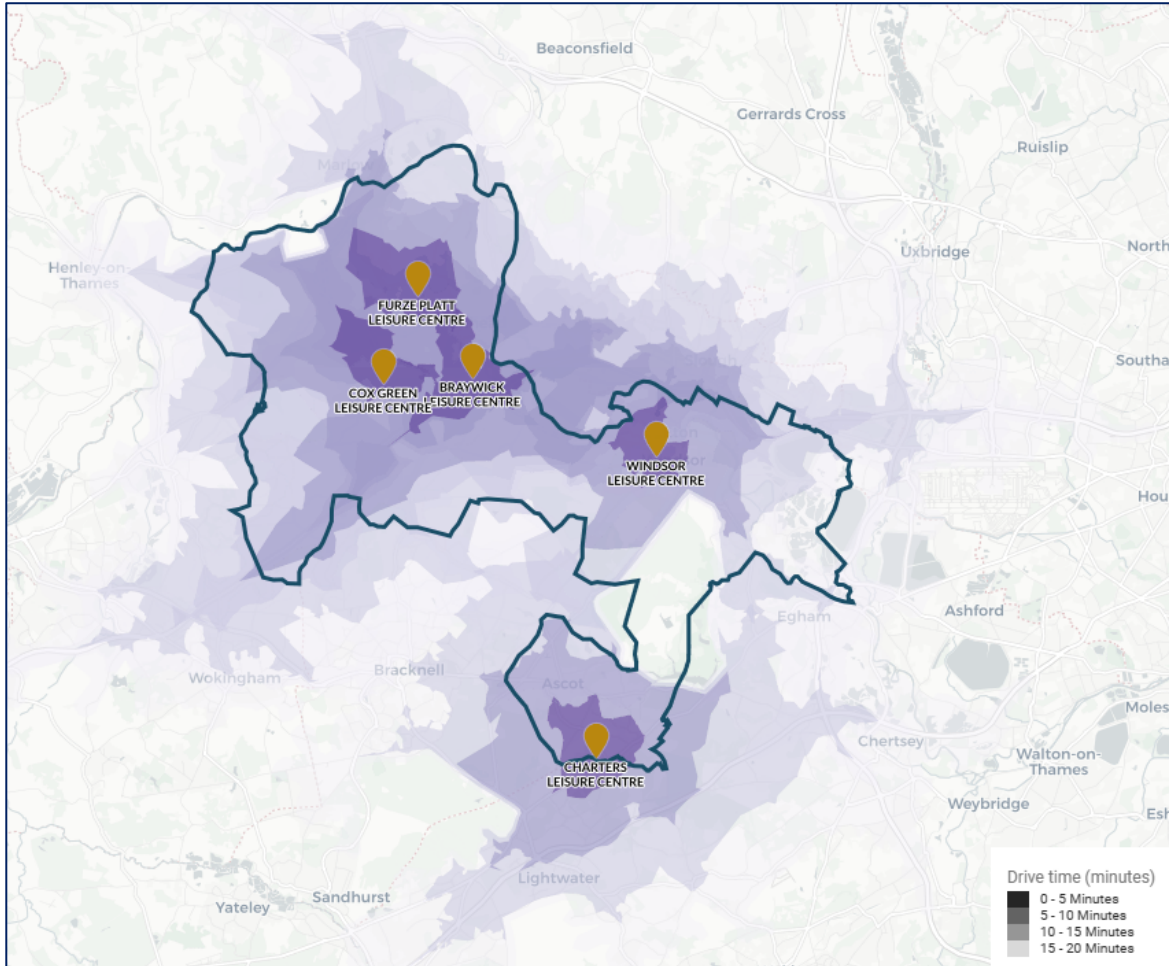 Beaconsfield
Gerrards Cross
Ruislip
Marlow
Uxbridge
North
Henley-on-
Thames
FURZE PLATT
LEISURE CENTRE
COX GREEN
LEISURE CENTRE
BRAYWICK
LEISURE CENTRE
Southa
WINDSOR
LEISURE CENTRE
Hou
Ashford
Egham
Bracknell
Wokingham
Ascot
Moles
CHARTERS
LEISURE CENTRE
Chertsey
Walton-on-
Thames
Weybridge
Esh
Lightwater
Sandhurst
Yateley
Drive time (minutes)
0 - 5 Minutes
5 - 10 Minutes
10 - 15 Minutes
15 - 20 Minutes